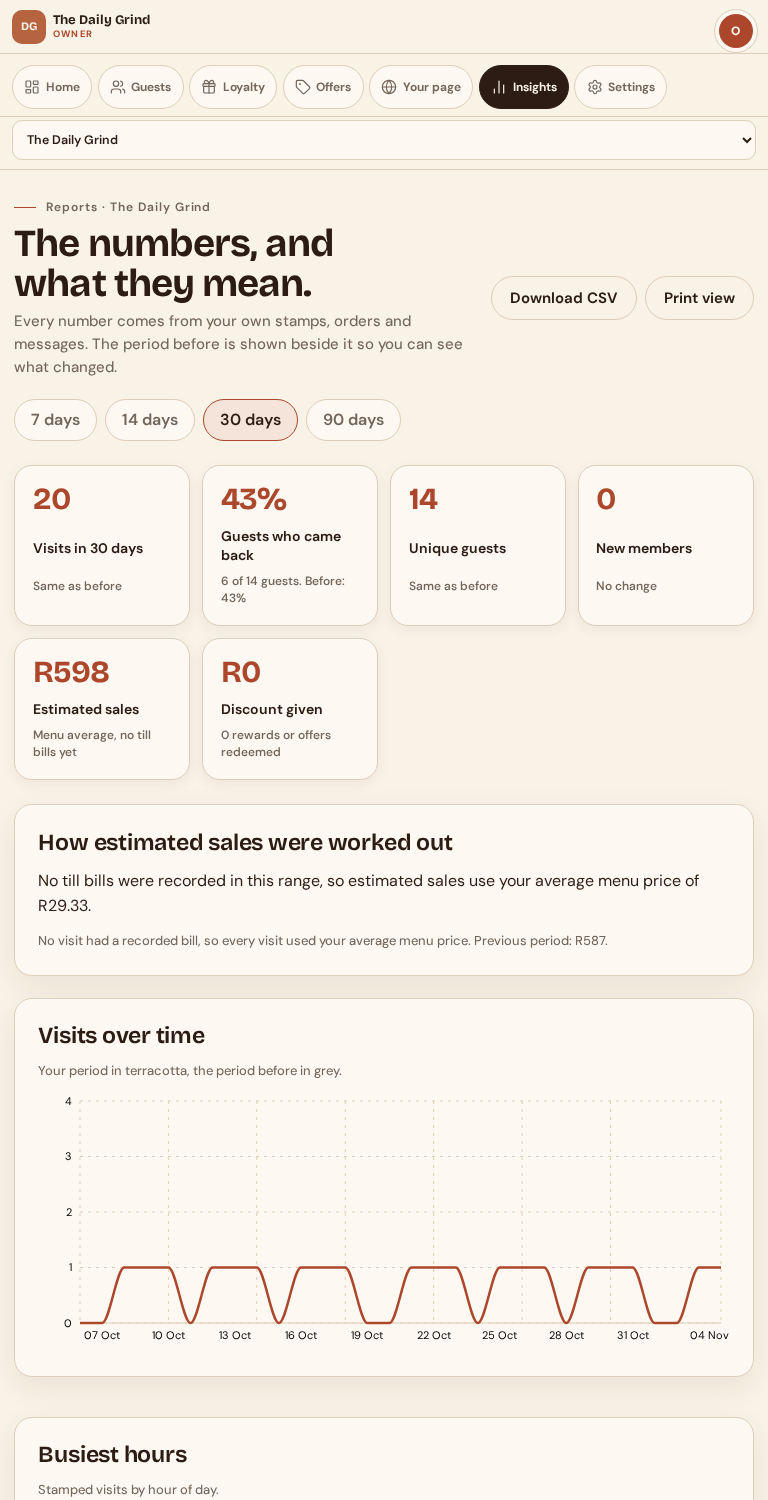 DG
The Daily Grind
OWNER
O
Home
Guests
Loyalty
Offers
Your page
Insights
Settings
The Daily Grind
Reports · The Daily Grind
The numbers, and
what they mean.
Every number comes from your own stamps, orders and
messages. The period before is shown beside it so you can see
what changed.
Download CSV
Print view
7 days
14 days
30 days
90 days
20
Visits in 30 days
Same as before
43%
Guests who came
back
6 of 14 guests. Before:
43%
14
Unique guests
Same as before
0
New members
No change
R598
Estimated sales
Menu average, no till
bills yet
R0
Discount given
0 rewards or offers
redeemed
How estimated sales were worked out
No till bills were recorded in this range, so estimated sales use your average menu price of
R29.33.
No visit had a recorded bill, so every visit used your average menu price. Previous period: R587.
Visits over time
Your period in terracotta, the period before in grey.
4
3
2
1
0
07 Oct
10 Oct
13 Oct
16 Oct
19 Oct
22 Oct
25 Oct
28 Oct
31 Oct
04 Nov
Busiest hours
Stamped visits by hour of day.